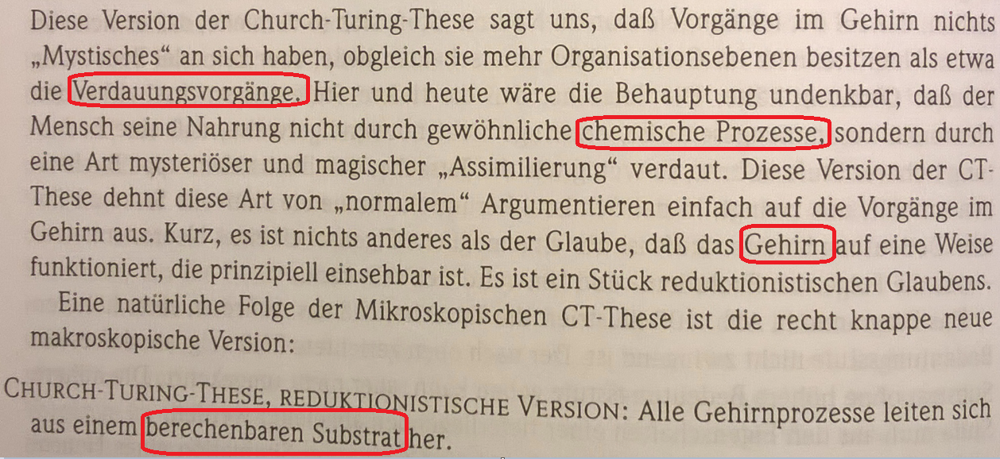 Diese Version der Church-Turing-These sagt uns, daß Vorgänge im Gehirn nichts
„Mystisches“ an sich haben, obgleich sie mehr Organisationsebenen besitzen als etwa
die Verdauungsvorgänge. Hier und heute wäre die Behauptung undenkbar, daß der
Mensch seine Nahrung nicht durch gewöhnliche chemische Prozesse, sondern durch
eine Art mysteriöser und magischer „Assimilierung“ verdaut. Diese Version der CT-
These dehnt diese Art von „normalem“ Argumentieren einfach auf die Vorgänge im
Gehirn aus. Kurz, es ist nichts anderes als der Glaube, daß das Gehirn auf eine Weise
funktioniert, die prinzipiell einsehbar ist. Es ist ein Stück reduktionistischen Glaubens.
Eine natürliche Folge der Mikroskopischen CT-These ist die recht knappe neue
makroskopische Version:
CHURCH-TURING-THESE, REDUKTIONISTISCHE VERSION: Alle Gehirnprozesse leiten sich
aus einem berechenbaren Substrat her.